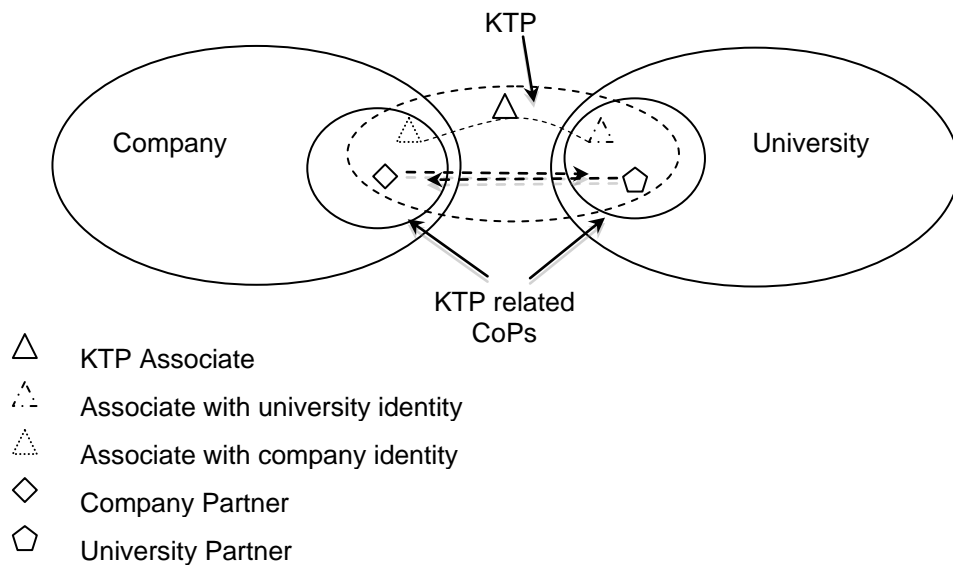 KTP
Company
University
KTP related
CoPs
KTP Associate
Associate with university identity
Associate with company identity
Company Partner
University Partner